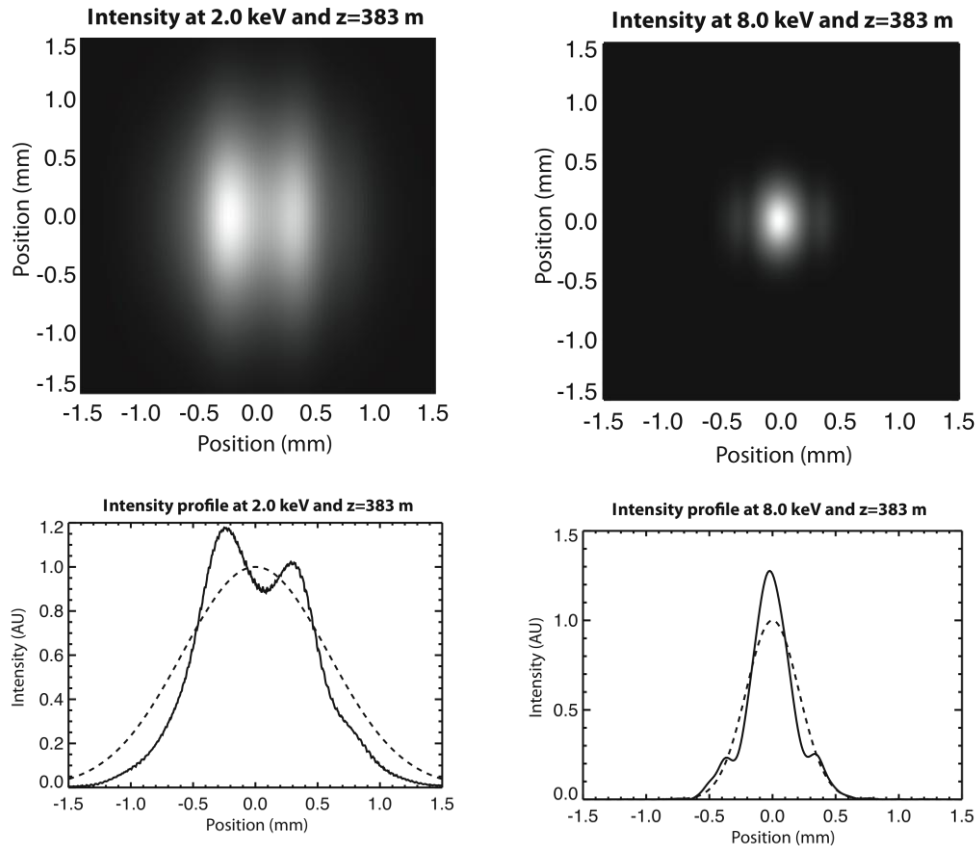 Intensity at 2.0 keV and z=383 m
1.5
1.0
0.5
0.0
-0.5
-1.0
-1.5
Position (mm)
-1.5 -1.0 -0.5 0.0 0.5 1.0 1.5
Position (mm)
Intensity at 8.0 keV and z=383 m
1.5
1.0
0.5
0.0
-0.5
-1.0
-1.5
Position (mm)
-1.5 -1.0 -0.5 0.0 0.5 1.0 1.5
Position (mm)
Intensity profile at 2.0 keV and z=383 m
1.2
1.0
0.8
0.6
0.4
0.2
0.0
Intensity (AU)
-1.5 -1.0 -0.5 0.0 0.5 1.0 1.5
Position (mm)
Intensity profile at 8.0 keV and z=383 m
1.5
1.0
0.5
0.0
Intensity (AU)
-1.5 -1.0 -0.5 0.0 0.5 1.0 1.5
Position (mm)